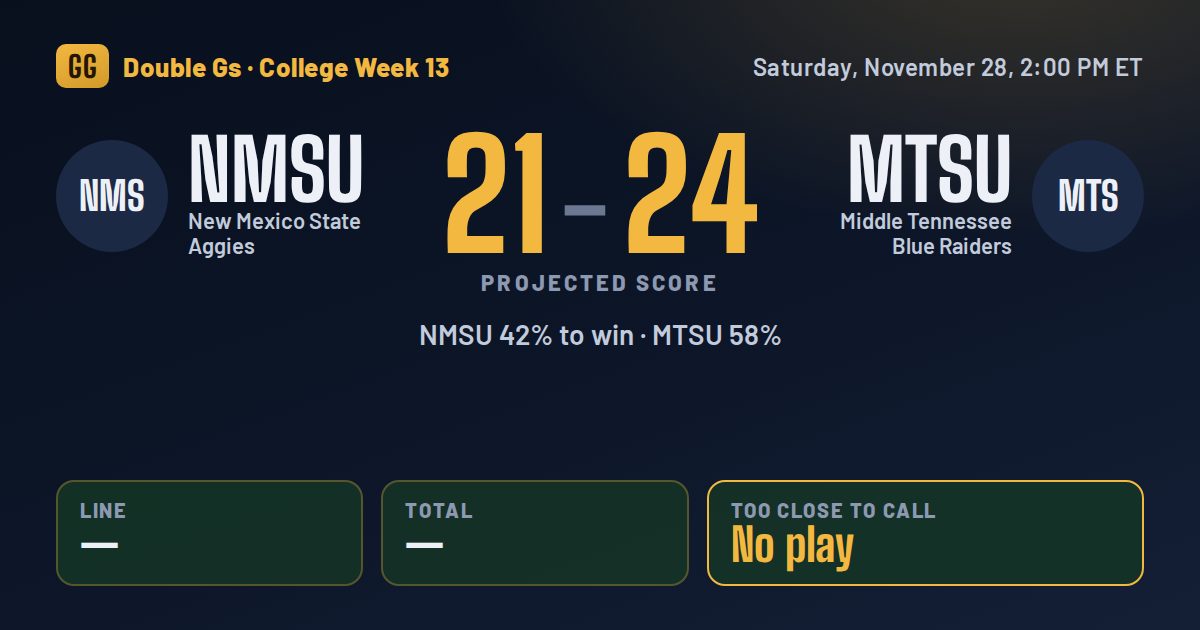 GG
Double Gs · College Week 13
Saturday, November 28, 2:00 PM ET
NMS
NMSU
New Mexico State
Aggies
21 – 24
PROJECTED SCORE
NMSU 42% to win · MTSU 58%
MTSU
Middle Tennessee
Blue Raiders
MTS
LINE
—
TOTAL
—
TOO CLOSE TO CALL
No play